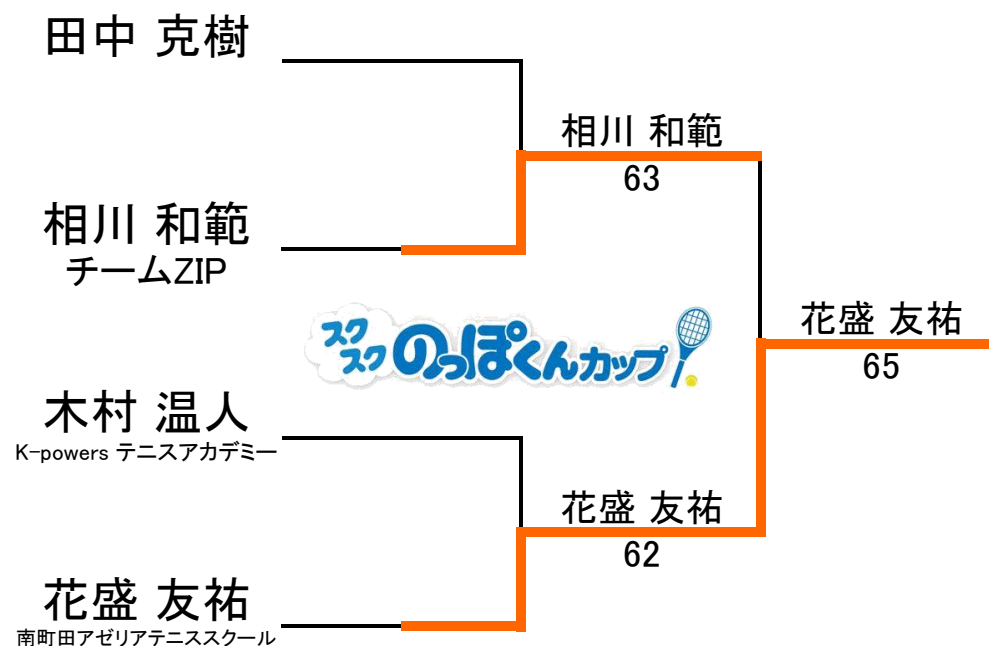 田中 克樹
相川 和範
63
相川 和範
チームZIP
花盛 友祐
65
スクスク のっぽくんカップ
木村 温人
K-powers テニスアカデミー
花盛 友祐
62
花盛 友祐
南町田アゼリアテニススクール